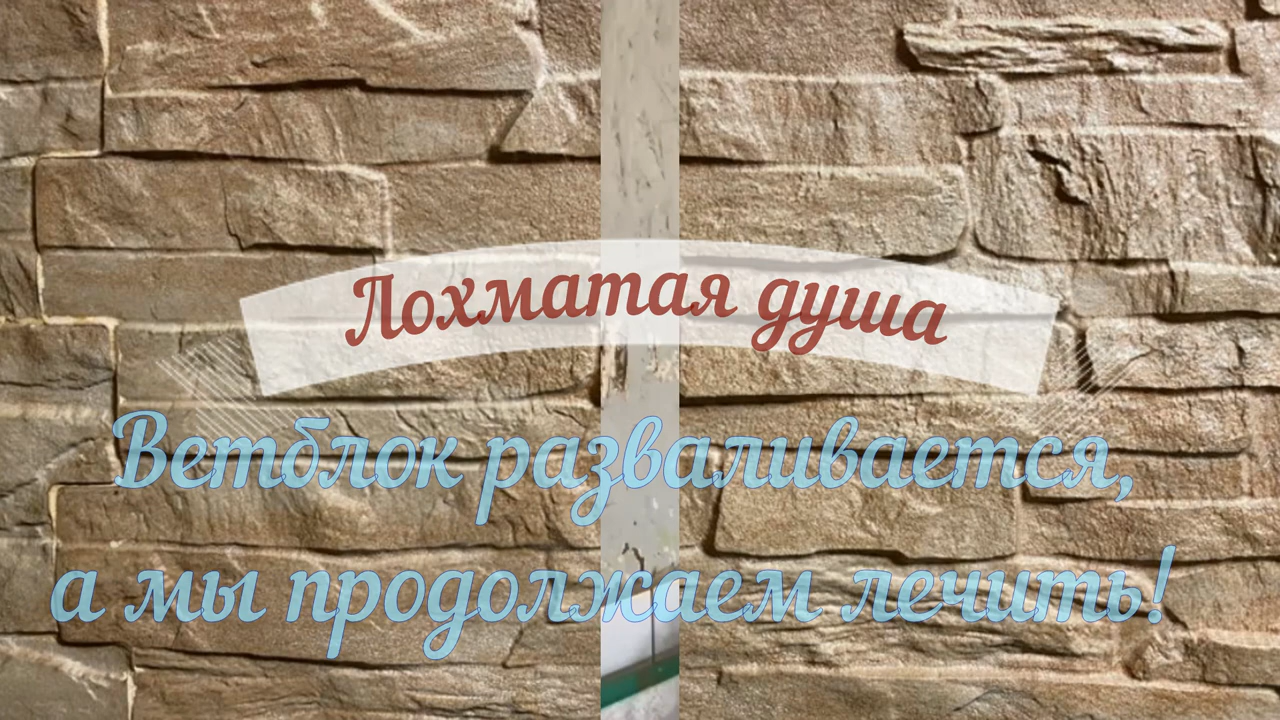 Лохматая душа
Ветблок разваливается,
а мы продолжаем лечить!